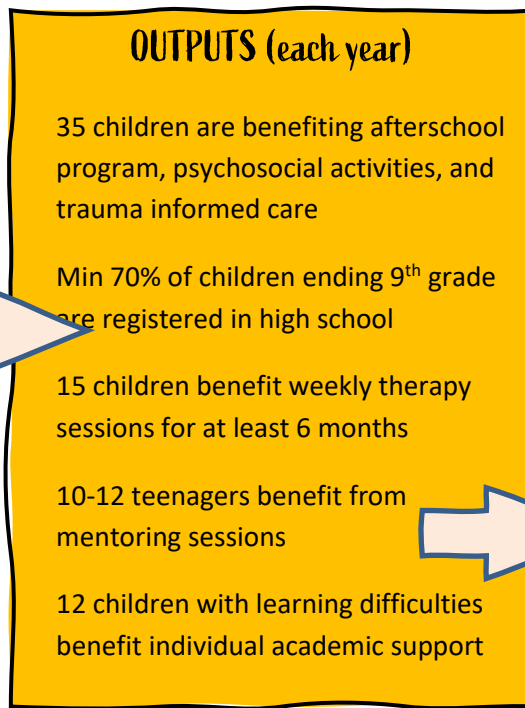 OUTPUTS (each year)
35 children are benefiting afterschool
program, psychosocial activities, and
trauma informed care
Min 70% of children ending 9th grade
are registered in high school
15 children benefit weekly therapy
sessions for at least 6 months
10-12 teenagers benefit from
mentoring sessions
12 children with learning difficulties
benefit individual academic support